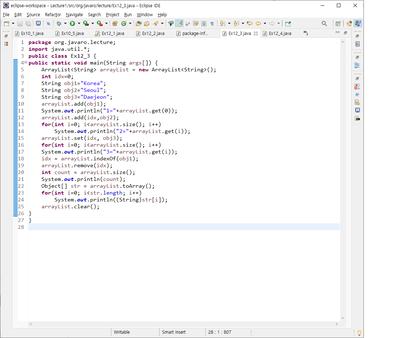 eclipse-workspace - Lecture1/src/org/javaro/lecture/Ex12_3.java - Eclipse IDE
File Edit Source Refactor Navigate Search Project Run Window Help
Ex10_1.java Ex10_5.java Ex12_1.java Ex12_2.java package-inf... Ex12_3.java Ex12_4.java
1 package org.javaro.lecture;
2 import java.util.*;
3 public class Ex12_3 {
4 public static void main(String args[]) {
5 ArrayList<String> arrayList = new ArrayList<String>();
6 int idx=0;
7 String obj1="Korea";
8 String obj2="Seoul";
9 String obj3="Daejeon";
10 arrayList.add(obj1);
11 System.out.println("1="+arrayList.get(0));
12 arrayList.add(idx,obj2);
13 for(int i=0; i<arrayList.size(); i++)
14 System.out.println("2="+arrayList.get(i));
15 arrayList.set(idx, obj3);
16 for(int i=0; i<arrayList.size(); i++)
17 System.out.println("3="+arrayList.get(i));
18 idx = arrayList.indexOf(obj1);
19 arrayList.remove(idx);
20 int count = arrayList.size();
21 System.out.println(count);
22 Object[] str = arrayList.toArray();
23 for(int i=0; i<str.length; i++)
24 System.out.println((String)str[i]);
25 arrayList.clear();
26 }
27 }
28
Writable Smart Insert 28 : 1 : 807